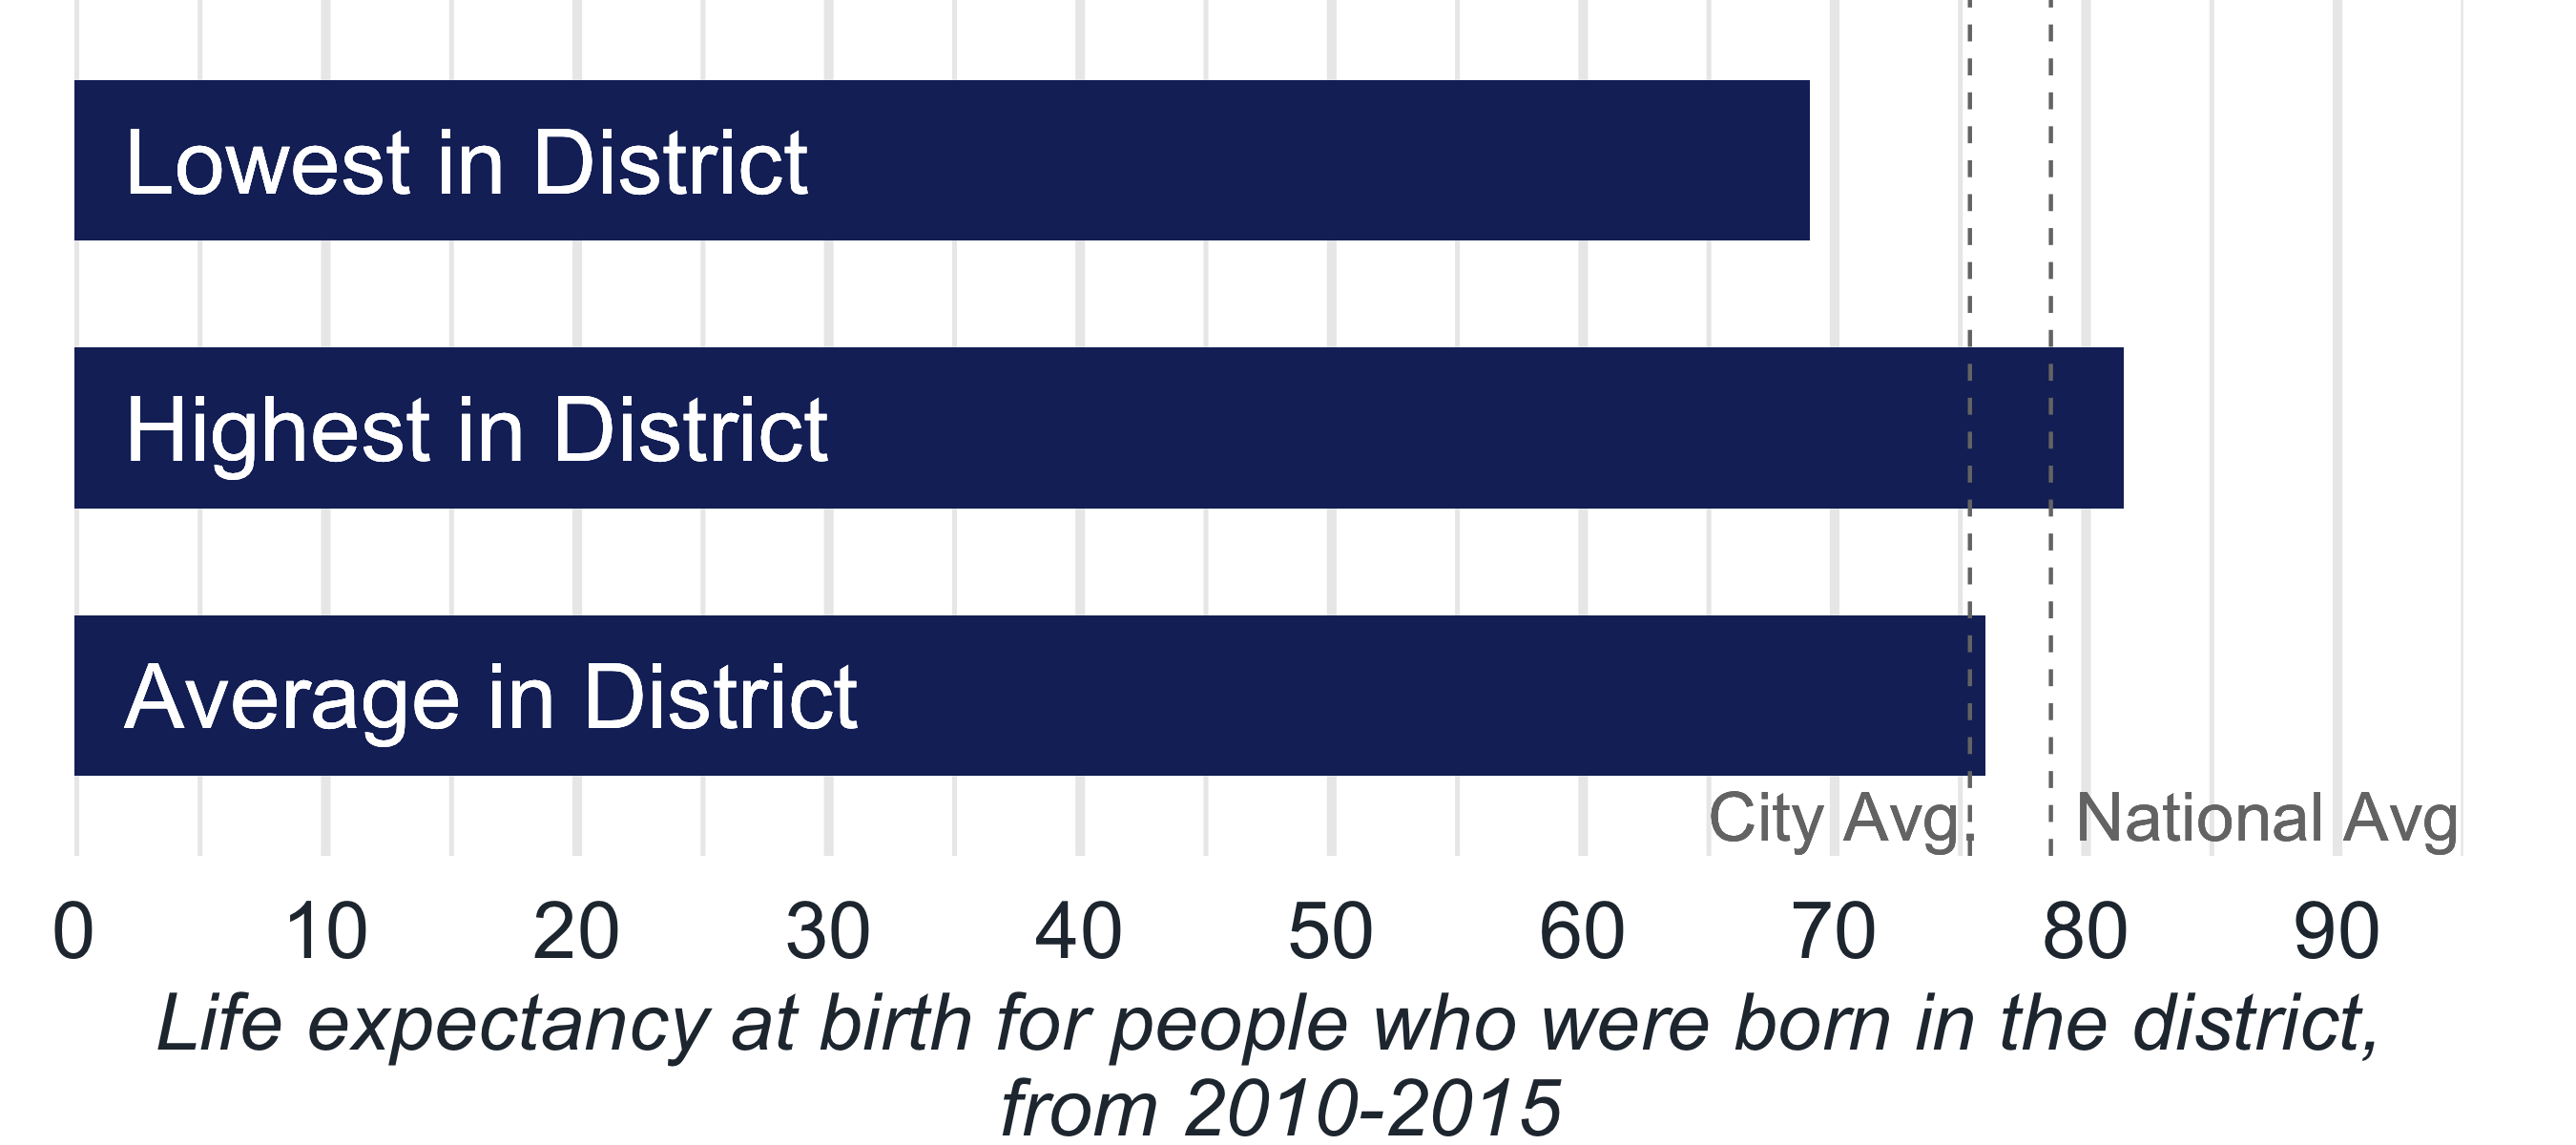 Lowest in District
Highest in District
Average in District
City Avg.
National Avg
0 10 20 30 40 50 60 70 80 90
Life expectancy at birth for people who were born in the district,
from 2010-2015